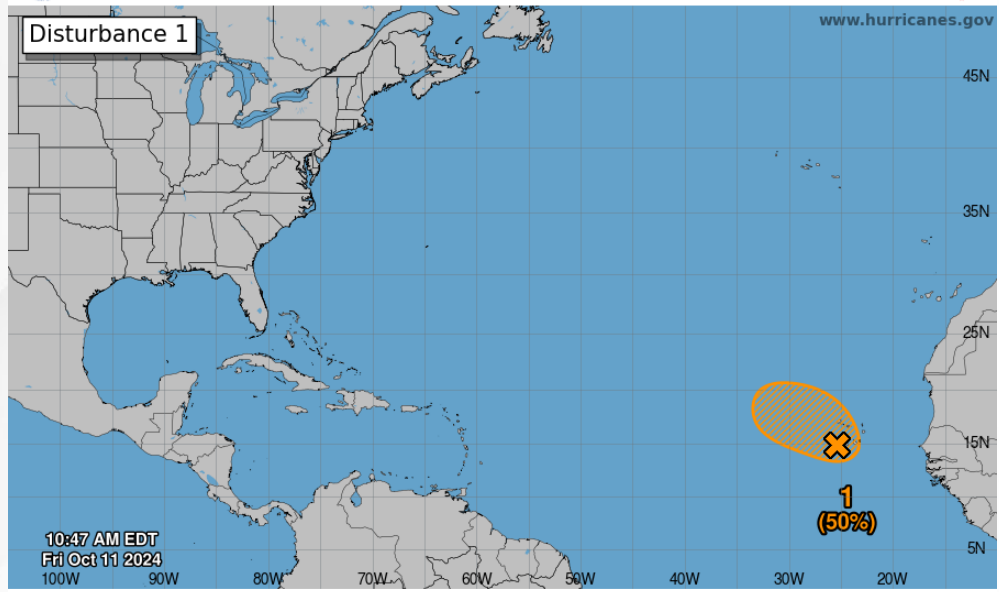 Disturbance 1
www.hurricanes.gov
45N
35N
25N
15N
1
(50%)
10:47 AM EDT
Fri Oct 11 2024
5N
100W 90W 80W 70W 60W 50W 40W 30W 20W